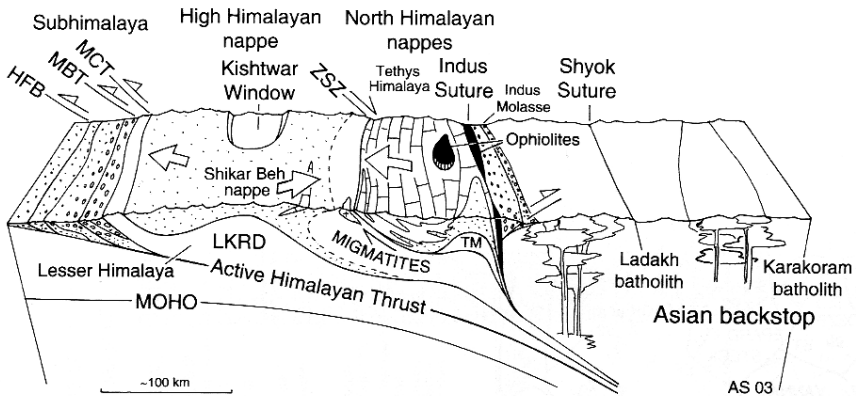 Subhimalaya
High Himalayan
nappe
North Himalayan
nappes
HFB
MBT
MCT
Kishtwar
Window
ZSZ
Tethys
Himalaya
Indus
Suture
Indus
Molasse
Shyok
Suture
Ophiolites
Shikar Beh
nappe
LKRD
MIGMATITES
TM
Lesser Himalaya
Active Himalayan Thrust
MOHO
Ladakh
batholith
Karakoram
batholith
Asian backstop
~100 km
AS 03